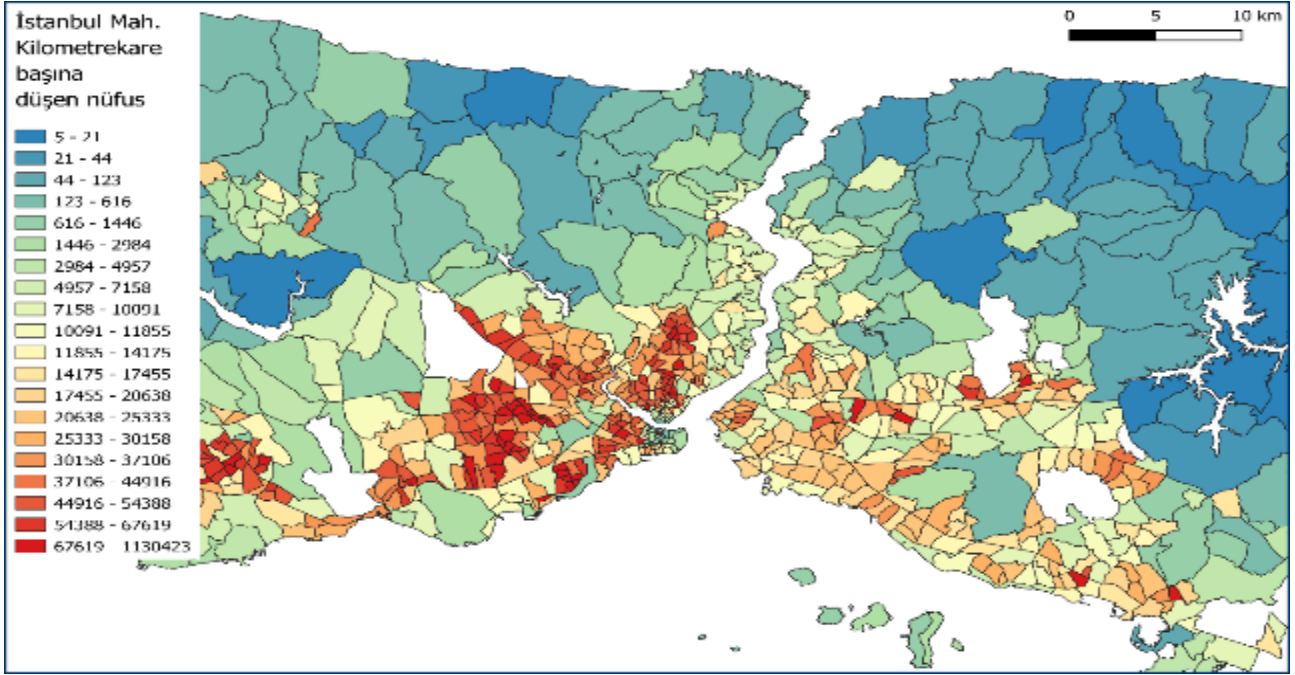 İstanbul Mah.
Kilometrekare
başına
düşen nüfus
5 - 21
21 - 44
44 - 123
123 - 616
616 - 1446
1446 - 2984
2984 - 4957
4957 - 7158
7158 - 10091
10091 - 11855
11855 - 14175
14175 - 17455
17455 - 20638
20638 - 25333
25333 - 30158
30158 - 37106
37106 - 44916
44916 - 54388
54388 - 67619
67619 1130423
0 5 10 km